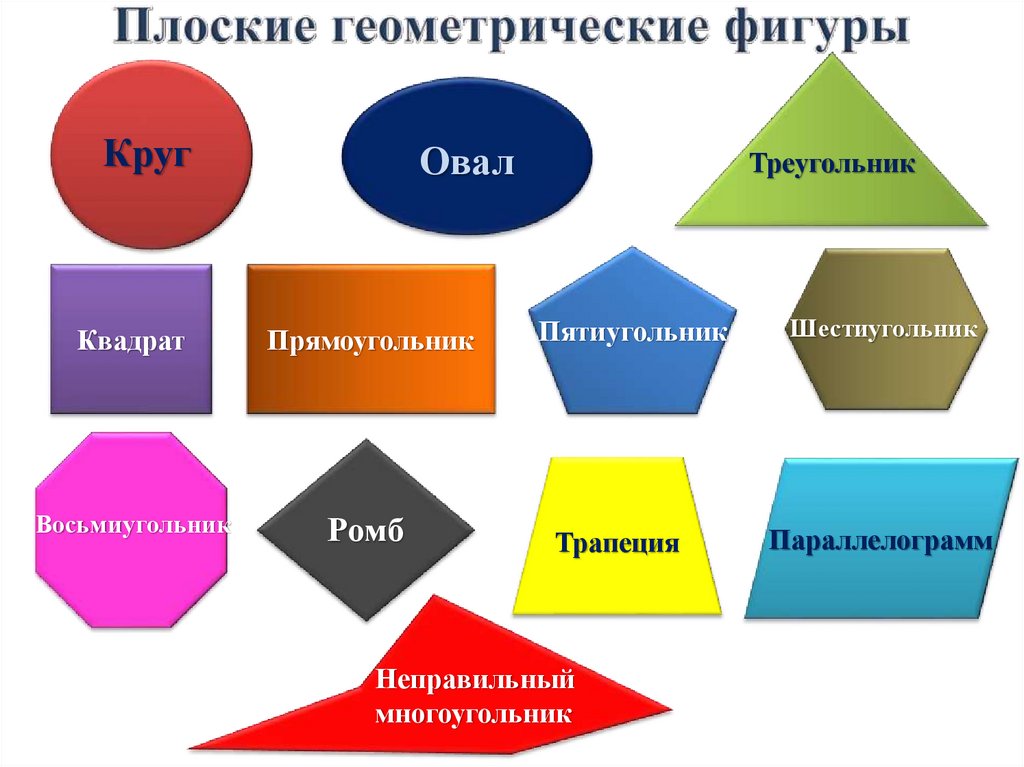 Плоские геометрические фигуры
Круг
Овал
Треугольник
Квадрат
Прямоугольник
Пятиугольник
Шестиугольник
Восьмиугольник
Ромб
Трапеция
Параллелограмм
Неправильный
многоугольник